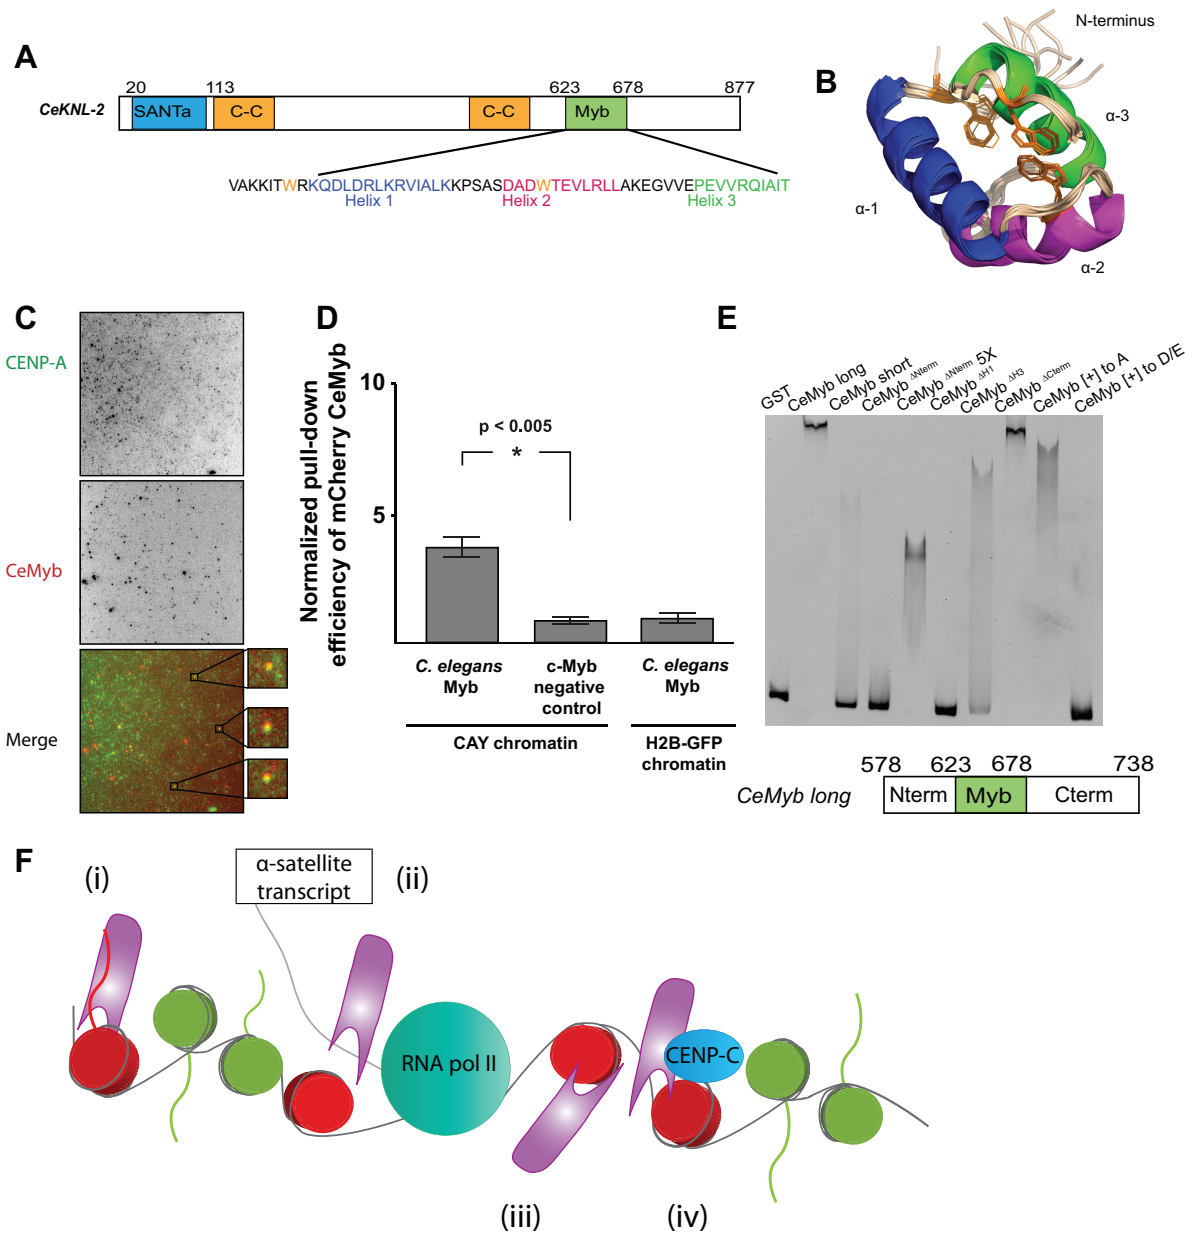 A
20
113
623
678
877
CeKNL-2
SANTa
C-C
C-C
Myb
VAKKITWRKQDLDRLKRVIALKKPSASDADWTEVLRLLAKEGVVEPEVVRQIAIT
Helix 1
Helix 2
Helix 3
B
N-terminus
α-3
α-1
α-2
C
CENP-A
CeMyb
Merge
D
Normalized pull-down
efficiency of mCherry CeMyb
10
5
p < 0.005
*
C. elegans
Myb
c-Myb
negative
control
C. elegans
Myb
CAY chromatin
H2B-GFP
chromatin
E
GST
CeMyb long
CeMyb short
CeMyb ΔNterm
CeMyb ΔNterm 5X
CeMyb ΔH1
CeMyb ΔH3
CeMyb ΔCterm
CeMyb [+] to A
CeMyb [+] to D/E
578
623
678
738
CeMyb long
Nterm
Myb
Cterm
F
(i)
α-satellite
transcript
(ii)
RNA pol II
CENP-C
(iii)
(iv)